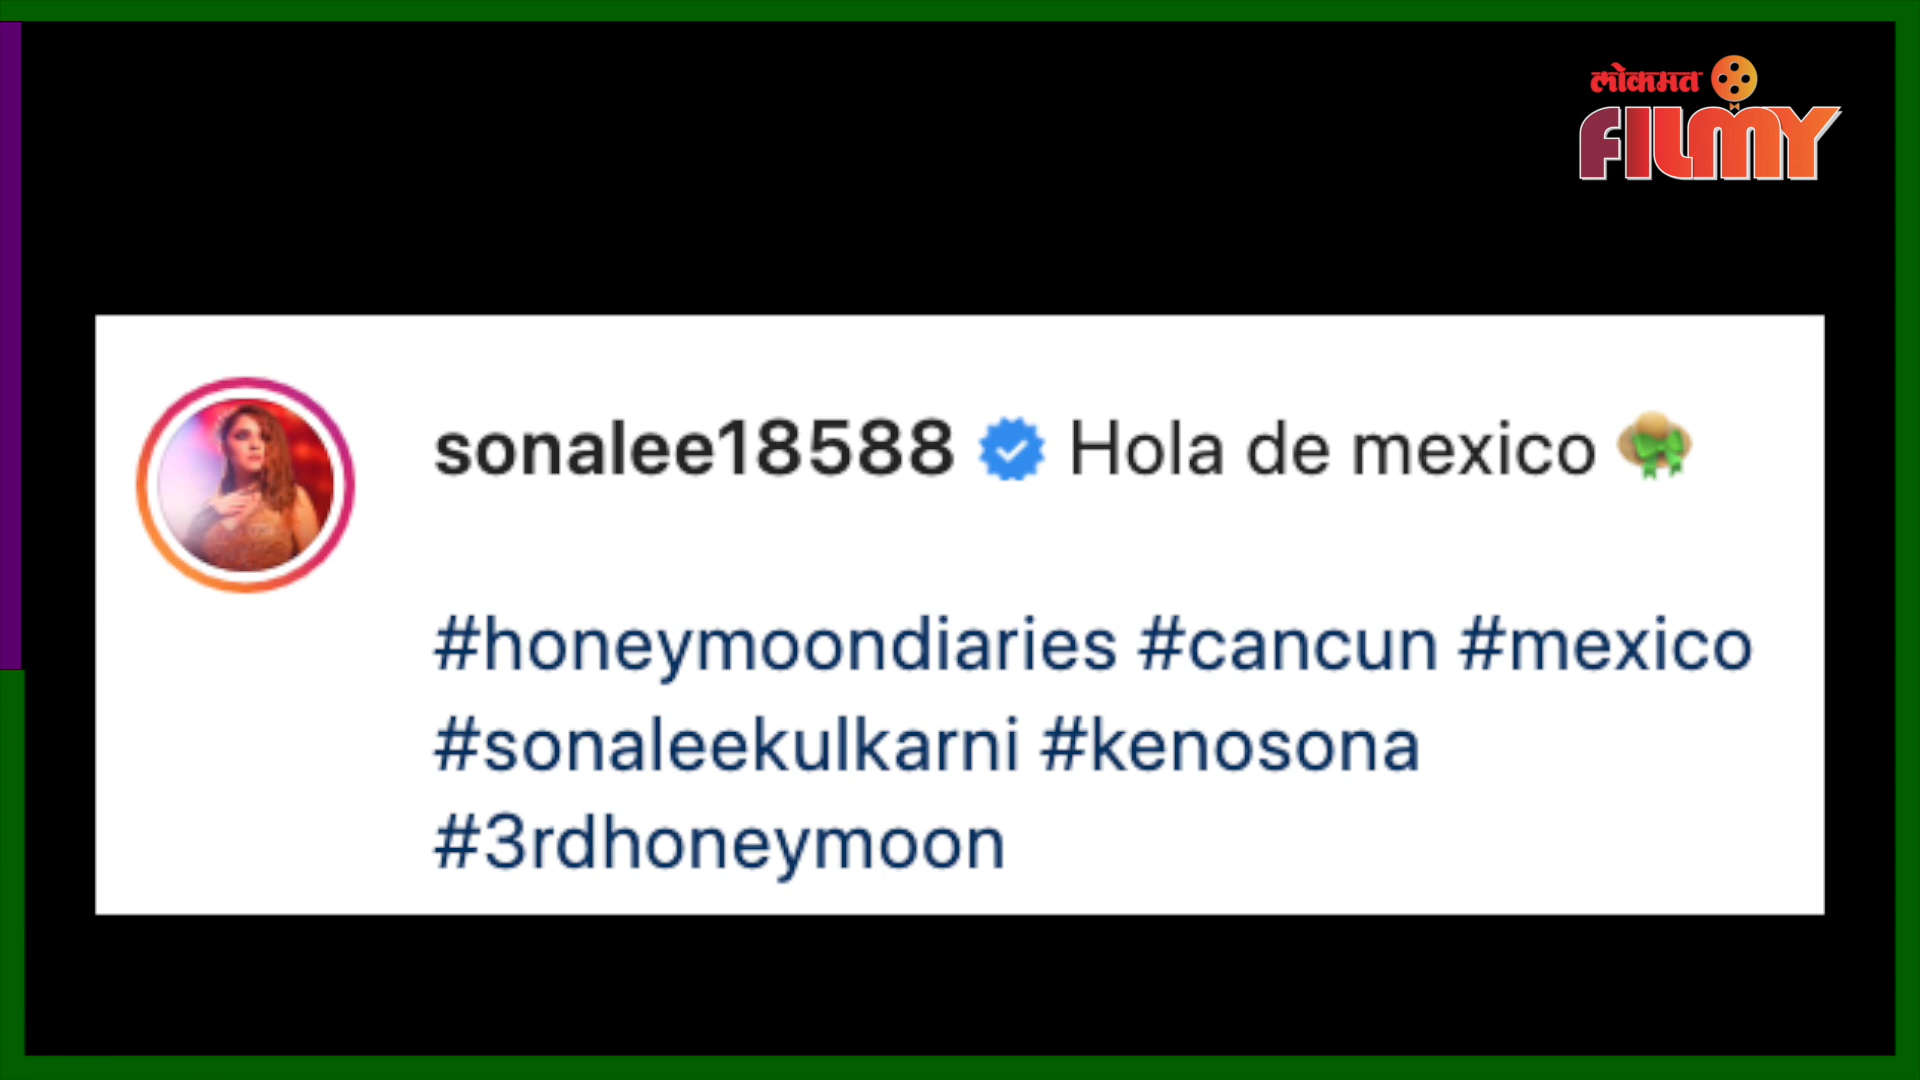 लोकमत
FILMY
sonalee18588 Hola de mexico 👒
#honeymoondiaries #cancun #mexico
#sonaleekulkarni #kenosona
#3rdhoneymoon